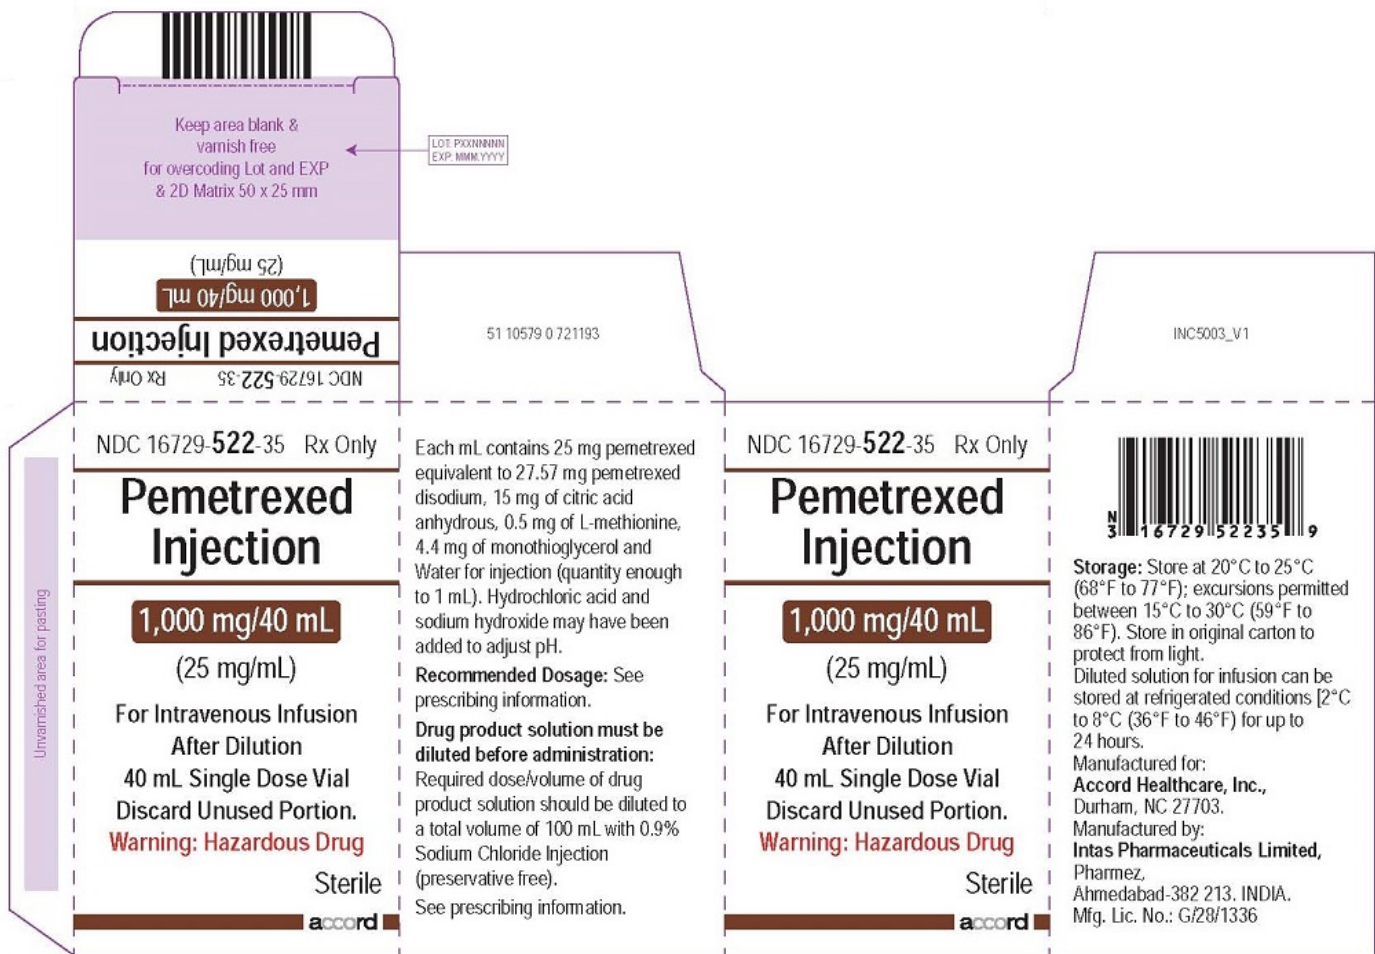 Keep area blank &
varnish free
for overcoding Lot and EXP
& 2D Matrix 50 x 25 mm
LOT: PXXNNNNN
EXP: MMM.YYYY
(25 mg/mL)
1,000 mg/40 mL
Pemetrexed Injection
NDC 16729-522-35 Rx Only
51 10579 0 721193
INC5003_V1
Unvarnished area for pasting
NDC 16729-522-35 Rx Only
Pemetrexed
Injection
1,000 mg/40 mL
(25 mg/mL)
For Intravenous Infusion
After Dilution
40 mL Single Dose Vial
Discard Unused Portion.
Warning: Hazardous Drug
Sterile
accord
Each mL contains 25 mg pemetrexed
equivalent to 27.57 mg pemetrexed
disodium, 15 mg of citric acid
anhydrous, 0.5 mg of L-methionine,
4.4 mg of monothioglycerol and
Water for injection (quantity enough
to 1 mL). Hydrochloric acid and
sodium hydroxide may have been
added to adjust pH.
Recommended Dosage: See
prescribing information.
Drug product solution must be
diluted before administration:
Required dose/volume of drug
product solution should be diluted to
a total volume of 100 mL with 0.9%
Sodium Chloride Injection
(preservative free).
See prescribing information.
NDC 16729-522-35 Rx Only
Pemetrexed
Injection
1,000 mg/40 mL
(25 mg/mL)
For Intravenous Infusion
After Dilution
40 mL Single Dose Vial
Discard Unused Portion.
Warning: Hazardous Drug
Sterile
accord
N
3 16729 52235 9
Storage: Store at 20°C to 25°C
(68°F to 77°F); excursions permitted
between 15°C to 30°C (59°F to
86°F). Store in original carton to
protect from light.
Diluted solution for infusion can be
stored at refrigerated conditions [2°C
to 8°C (36°F to 46°F) for up to
24 hours.
Manufactured for:
Accord Healthcare, Inc.,
Durham, NC 27703.
Manufactured by:
Intas Pharmaceuticals Limited,
Pharmez,
Ahmedabad-382 213. INDIA.
Mfg. Lic. No.: G/28/1336